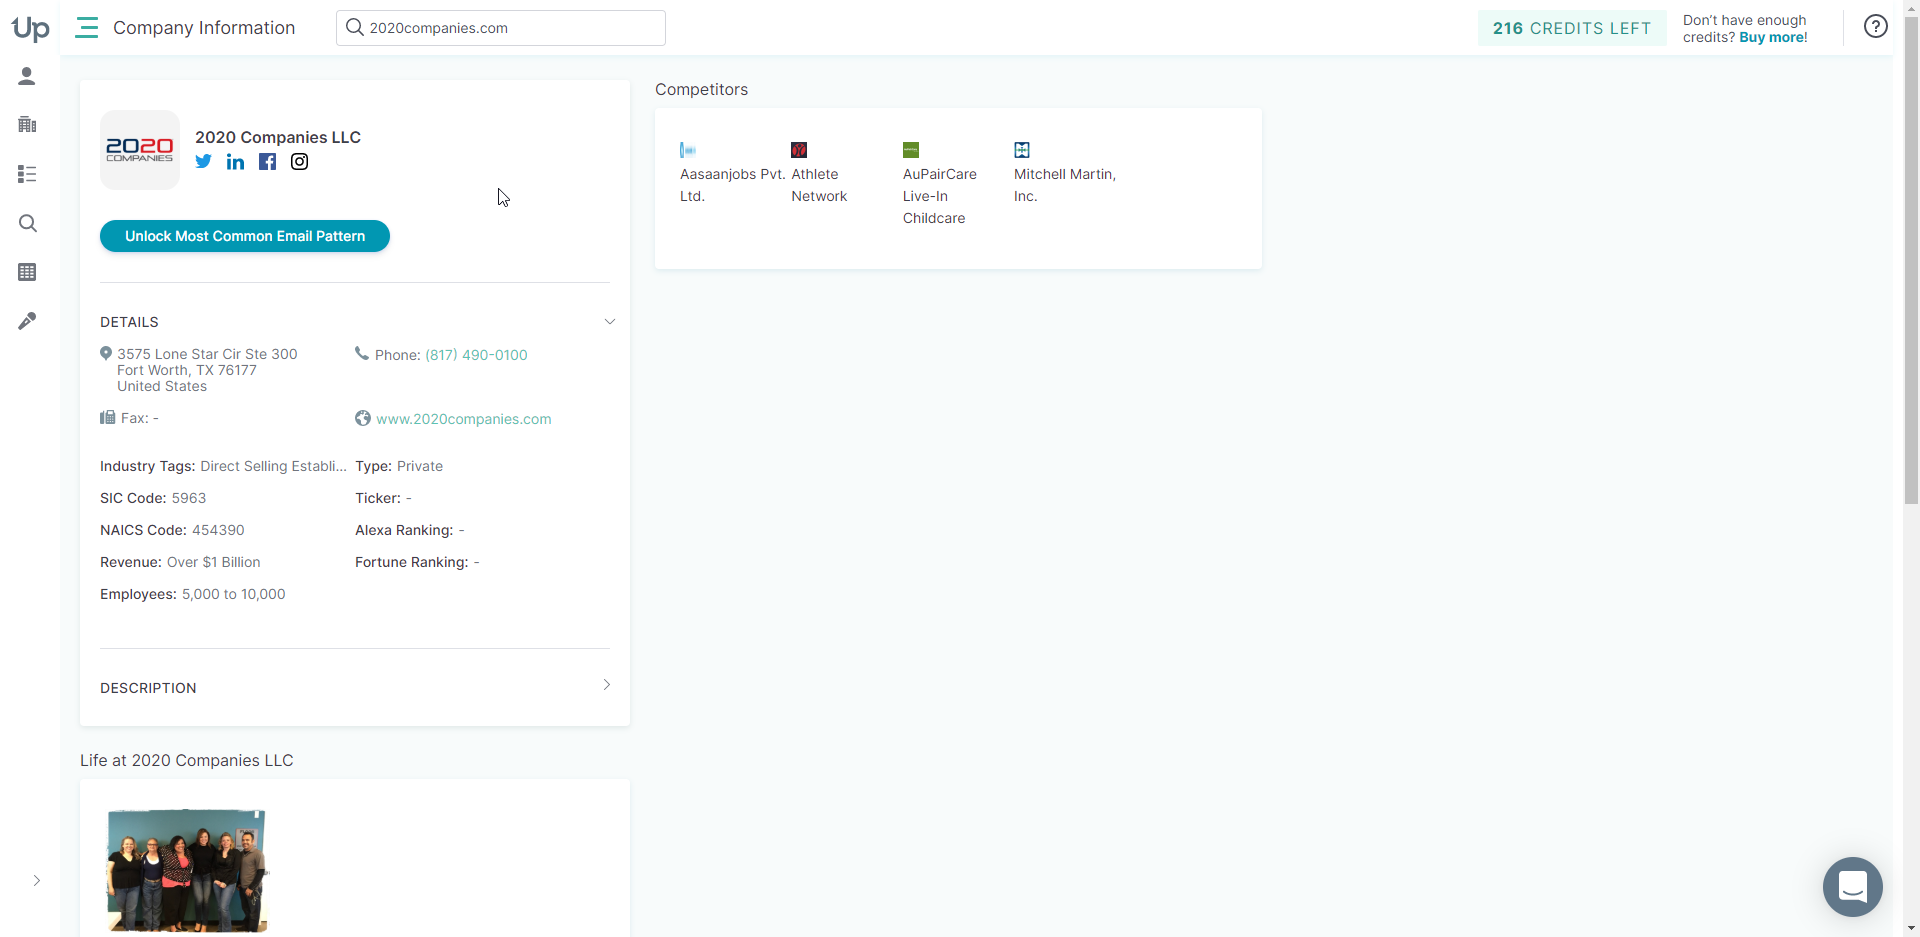 Up
Company Information
2020companies.com
216 CREDITS LEFT
Don't have enough
credits? Buy more!
2020
COMPANIES
2020 Companies LLC
Unlock Most Common Email Pattern
DETAILS
3575 Lone Star Cir Ste 300
Fort Worth, TX 76177
United States
Phone: (817) 490-0100
Fax: -
www.2020companies.com
Industry Tags: Direct Selling Establi...
Type: Private
SIC Code: 5963
Ticker: -
NAICS Code: 454390
Alexa Ranking: -
Revenue: Over $1 Billion
Fortune Ranking: -
Employees: 5,000 to 10,000
DESCRIPTION
Life at 2020 Companies LLC
Competitors
Aasaanjobs Pvt.
Ltd.
Athlete
Network
AuPairCare
Live-In
Childcare
Mitchell Martin,
Inc.